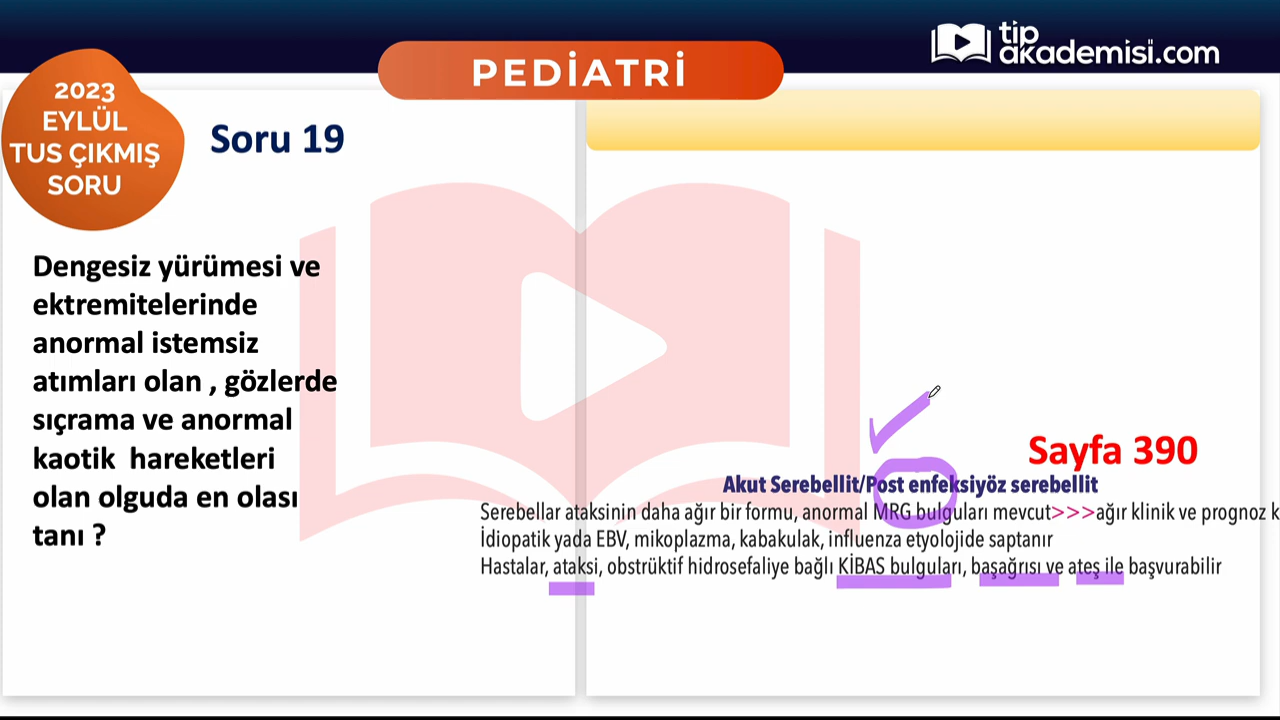 tip
akademisi.com
PEDİATRİ
2023
EYLÜL
TUS ÇIKMIŞ
SORU
Soru 19
Dengesiz yürümesi ve
ektremitelerinde
anormal istemsiz
atımları olan , gözlerde
sıçrama ve anormal
kaotik hareketleri
olan olguda en olası
tanı ?
Sayfa 390
Akut Serebellit/Post enfeksiyöz serebellit
Serebellar ataksinin daha ağır bir formu, anormal MRG bulguları mevcut>>>ağır klinik ve prognoz k
İdiopatik yada EBV, mikoplazma, kabakulak, influenza etyolojide saptanır
Hastalar, ataksi, obstrüktif hidrosefaliye bağlı KİBAS bulguları, başağrısı ve ateş ile başvurabilir